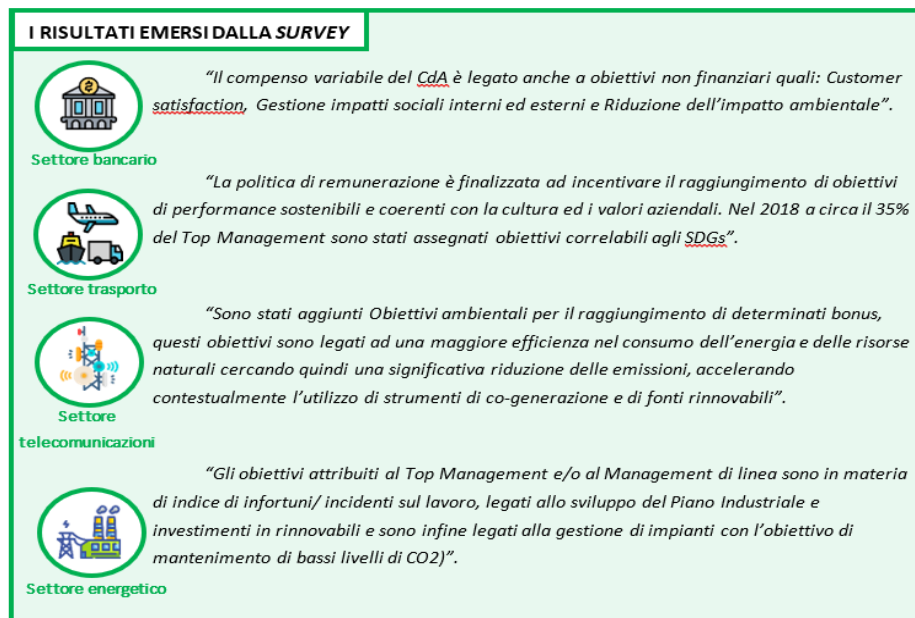 I RISULTATI EMERSI DALLA SURVEY
“Il compenso variabile del CdA è legato anche a obiettivi non finanziari quali: Customer
satisfaction, Gestione impatti sociali interni ed esterni e Riduzione dell’impatto ambientale”.
Settore bancario
“La politica di remunerazione è finalizzata ad incentivare il raggiungimento di obiettivi
di performance sostenibili e coerenti con la cultura ed i valori aziendali. Nel 2018 a circa il 35%
del Top Management sono stati assegnati obiettivi correlabili agli SDGs”.
Settore trasporto
“Sono stati aggiunti Obiettivi ambientali per il raggiungimento di determinati bonus,
questi obiettivi sono legati ad una maggiore efficienza nel consumo dell’energia e delle risorse
naturali cercando quindi una significativa riduzione delle emissioni, accelerando
contestualmente l’utilizzo di strumenti di co-generazione e di fonti rinnovabili”.
Settore
telecomunicazioni
“Gli obiettivi attribuiti al Top Management e/o al Management di linea sono in materia
di indice di infortuni/ incidenti sul lavoro, legati allo sviluppo del Piano Industriale e
investimenti in rinnovabili e sono infine legati alla gestione di impianti con l’obiettivo di
mantenimento di bassi livelli di CO2)”.
Settore energetico